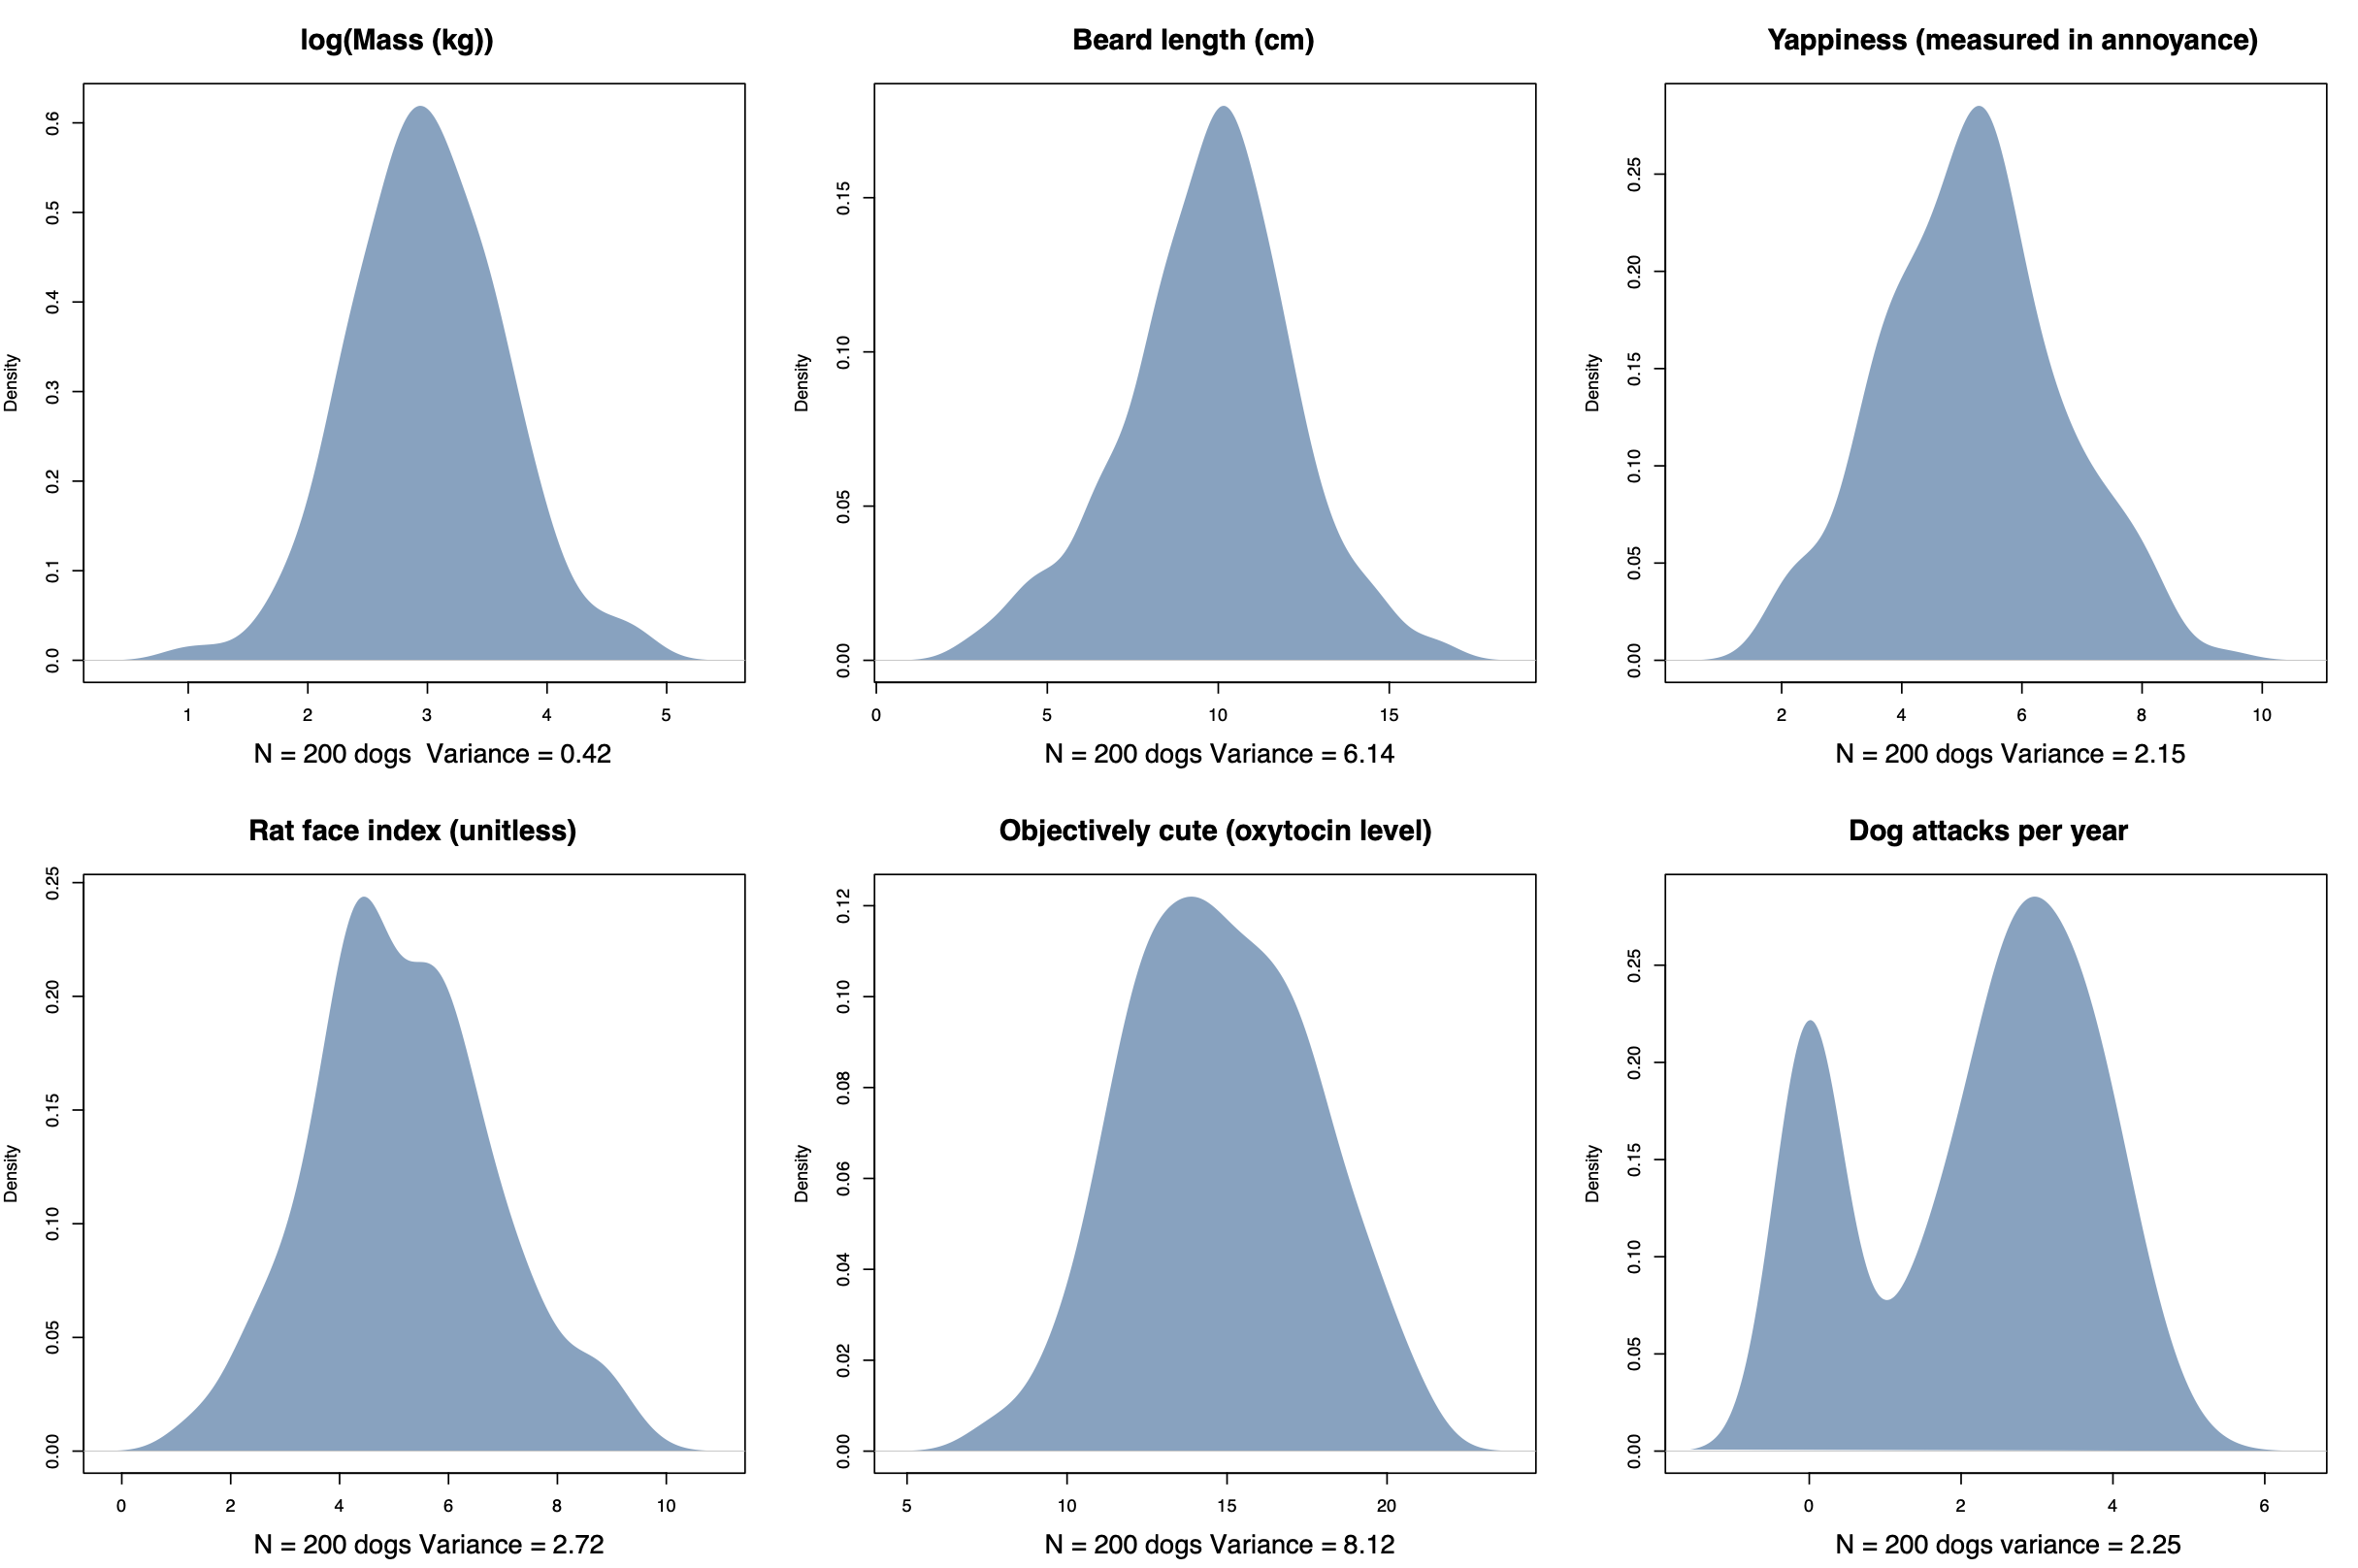 log(Mass (kg))
Density
0.0 0.1 0.2 0.3 0.4 0.5 0.6
1 2 3 4 5
N = 200 dogs  Variance = 0.42
Beard length (cm)
Density
0.00 0.05 0.10 0.15
0 5 10 15
N = 200 dogs Variance = 6.14
Yappiness (measured in annoyance)
Density
0.00 0.05 0.10 0.15 0.20 0.25
2 4 6 8 10
N = 200 dogs Variance = 2.15
Rat face index (unitless)
Density
0.00 0.05 0.10 0.15 0.20 0.25
0 2 4 6 8 10
N = 200 dogs Variance = 2.72
Objectively cute (oxytocin level)
Density
0.00 0.02 0.04 0.06 0.08 0.10 0.12
5 10 15 20
N = 200 dogs Variance = 8.12
Dog attacks per year
Density
0.00 0.05 0.10 0.15 0.20 0.25
0 2 4 6
N = 200 dogs variance = 2.25